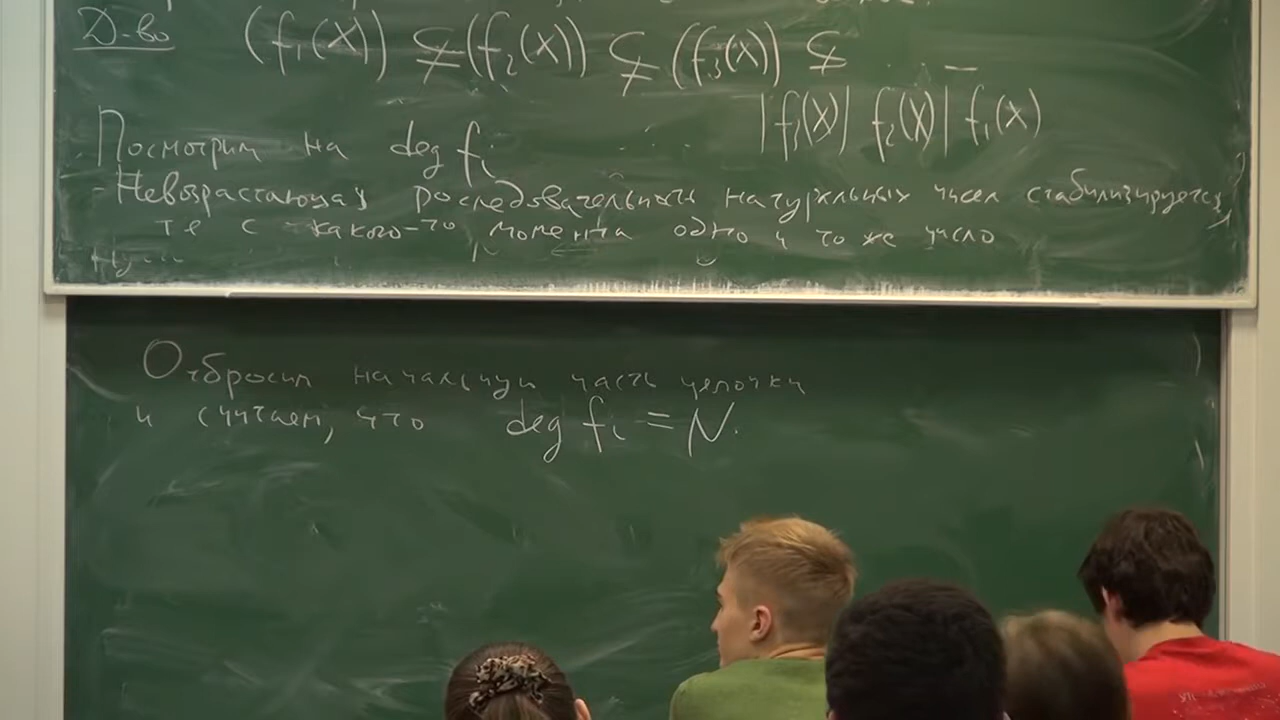 Д-во (f₁(X)) ⊊ (f₂(X)) ⊊ (f₃(X)) ⊊ ...
|f₃(X)| f₂(X)| f₁(X)
Посмотрим на deg fᵢ
- Невозрастающая последовательность натуральных чисел стабилизируется,
те с какого-то момента одно и то же число
Отбросим начальную часть цепочки
и считаем, что deg fᵢ = N.